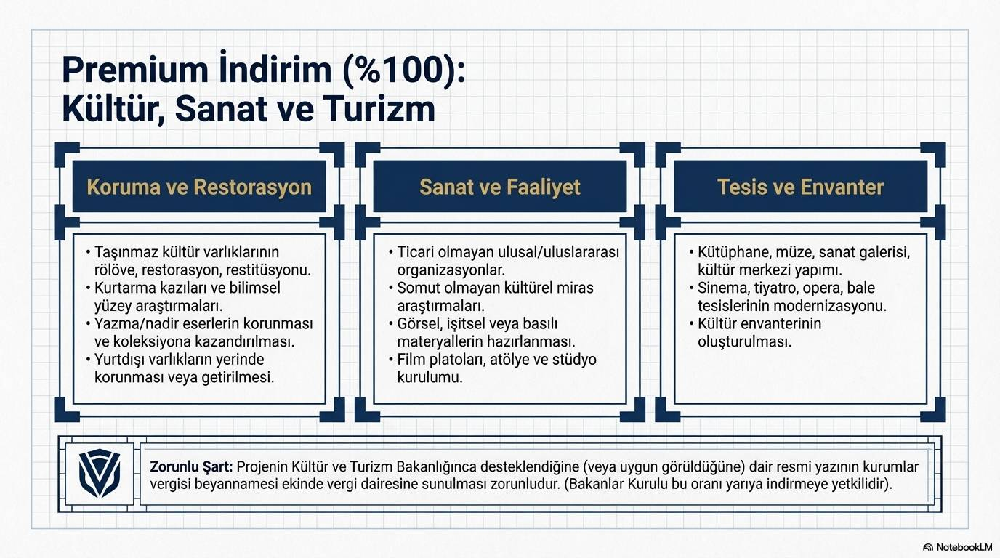 Premium İndirim (%100):
Kültür, Sanat ve Turizm
Koruma ve Restorasyon
• Taşınmaz kültür varlıklarının
rölöve, restorasyon, restitüsyonu.
• Kurtarma kazıları ve bilimsel
yüzey araştırmaları.
• Yazma/nadir eserlerin korunması
ve koleksiyona kazandırılması.
• Yurtdışı varlıkların yerinde
korunması veya getirilmesi.
Sanat ve Faaliyet
• Ticari olmayan ulusal/uluslararası
organizasyonlar.
• Somut olmayan kültürel miras
araştırmaları.
• Görsel, işitsel veya basılı
materyallerin hazırlanması.
• Film platoları, atölye ve stüdyo
kurulumu.
Tesis ve Envanter
• Kütüphane, müze, sanat galerisi,
kültür merkezi yapımı.
• Sinema, tiyatro, opera, bale
tesislerinin modernizasyonu.
• Kültür envanterinin
oluşturulması.
Zorunlu Şart: Projenin Kültür ve Turizm Bakanlığınca desteklendiğine (veya uygun görüldüğüne) dair resmi yazının kurumlar
vergisi beyannamesi ekinde vergi dairesine sunulması zorunludur. (Bakanlar Kurulu bu oranı yarıya indirmeye yetkilidir).
NotebookLM